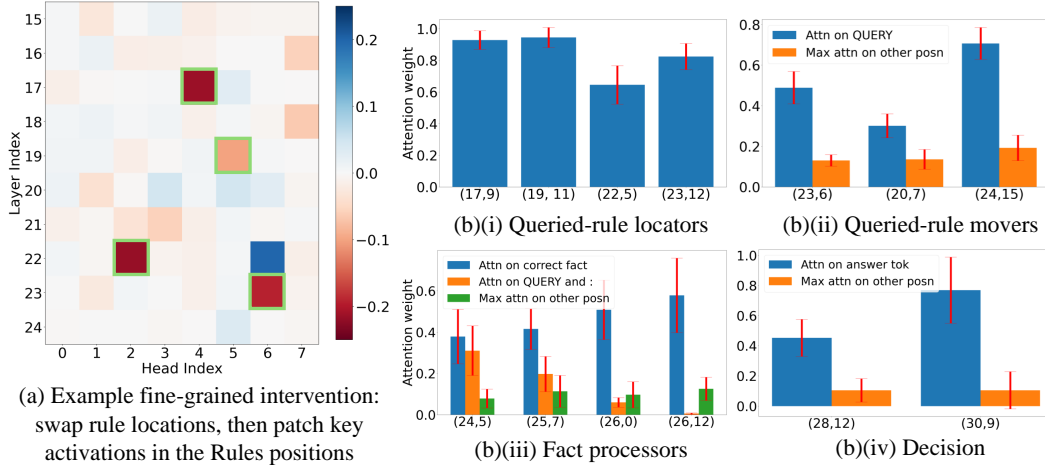 15
16
17
18
19
20
21
22
23
24
Layer Index
0 1 2 3 4 5 6 7
Head Index
0.2
0.1
0.0
−0.1
−0.2
(a) Example fine-grained intervention:
swap rule locations, then patch key
activations in the Rules positions
Attention weight
1.0
0.8
0.6
0.4
0.2
0.0
(17,9) (19, 11) (22,5) (23,12)
(b)(i) Queried-rule locators
Attn on QUERY
Max attn on other posn
0.8
0.6
0.4
0.2
0.0
(23,6) (20,7) (24,15)
(b)(ii) Queried-rule movers
Attn on correct fact
Attn on QUERY and :
Max attn on other posn
Attention weight
0.8
0.6
0.4
0.2
0.0
(24,5) (25,7) (26,0) (26,12)
(b)(iii) Fact processors
Attn on answer tok
Max attn on other posn
1.0
0.8
0.6
0.4
0.2
0.0
(28,12) (30,9)
(b)(iv) Decision